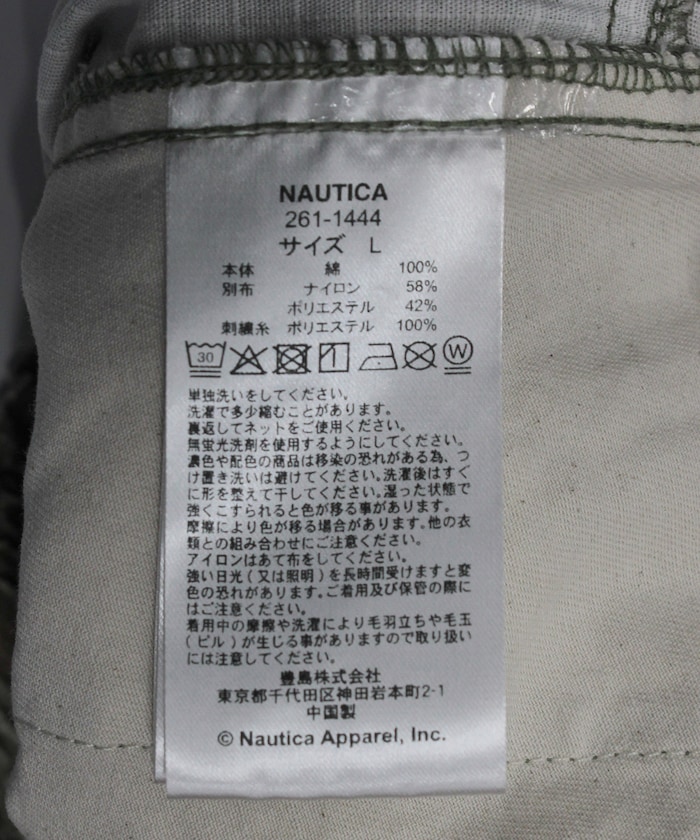 NAUTICA
261-1444
サイズ L
本体 綿 100%
別布 ナイロン 58%
ポリエステル 42%
刺繍糸 ポリエステル 100%
30 W
単独洗いをしてください。
洗濯で多少縮むことがあります。
裏返してネットをご使用ください。
無蛍光洗剤を使用するようにしてください。
濃色や配色の商品は移染の恐れがある為、つ
け置き洗いは避けてください。洗濯後はすぐ
に形を整えて干してください。湿った状態で
強くこすられると色が移る事があります。
摩擦により色が移る場合があります。他の衣
類との組み合わせにご注意ください。
アイロンはあて布をしてください。
強い日光(又は照明)を長時間受けますと変
色の恐れがあります。ご着用及び保管の際に
はご注意ください。
着用中の摩擦や洗濯により毛羽立ちや毛玉
(ピル)が生じる事がありますので取り扱い
には注意してください。
豊島株式会社
東京都千代田区神田岩本町2-1
中国製
© Nautica Apparel, Inc.